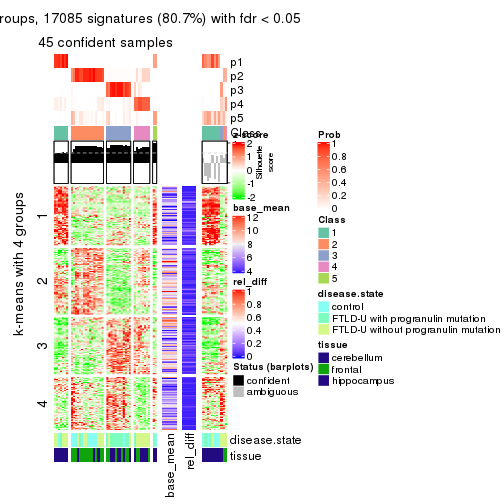 roups, 17085 signatures (80.7%) with fdr < 0.05
45 confident samples
p1
p2
p3
p4
p5
Class
Silhouette
score
k-means with 4 groups
1
2
3
4
base_mean
rel_diff
disease.state
tissue
z-score
2
1
0
-1
-2
base_mean
12
10
8
6
4
rel_diff
1
0.8
0.6
0.4
0.2
0
Status (barplots)
confident
ambiguous
Prob
1
0.8
0.6
0.4
0.2
0
Class
1
2
3
4
5
disease.state
control
FTLD-U with progranulin mutation
FTLD-U without progranulin mutation
tissue
cerebellum
frontal
hippocampus